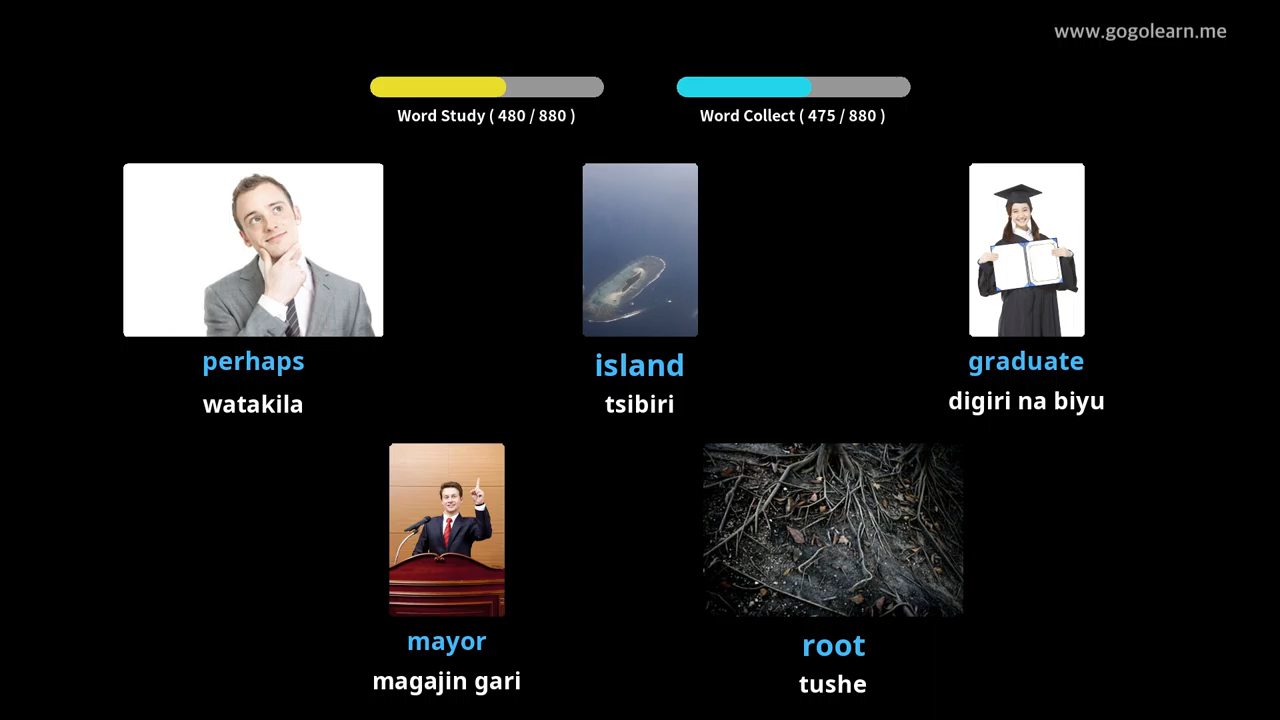 www.gogolearn.me
Word Study ( 480 / 880 )
Word Collect ( 475 / 880 )
perhaps
watakila
island
tsibiri
graduate
digiri na biyu
mayor
magajin gari
root
tushe